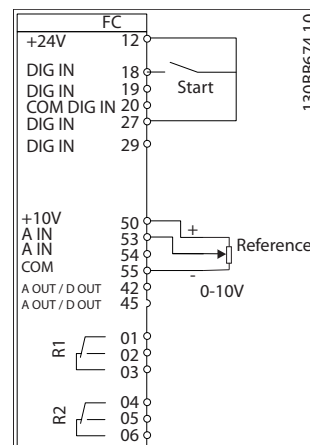 FC
+24V 12
DIG IN 18
DIG IN 19
COM DIG IN 20
DIG IN 27
DIG IN 29
Start
+10V 50
A IN 53
A IN 54
COM 55
A OUT / D OUT 42
A OUT / D OUT 45
+
Reference
-
0-10V
R1
01
02
03
R2
04
05
06
130BB674.10